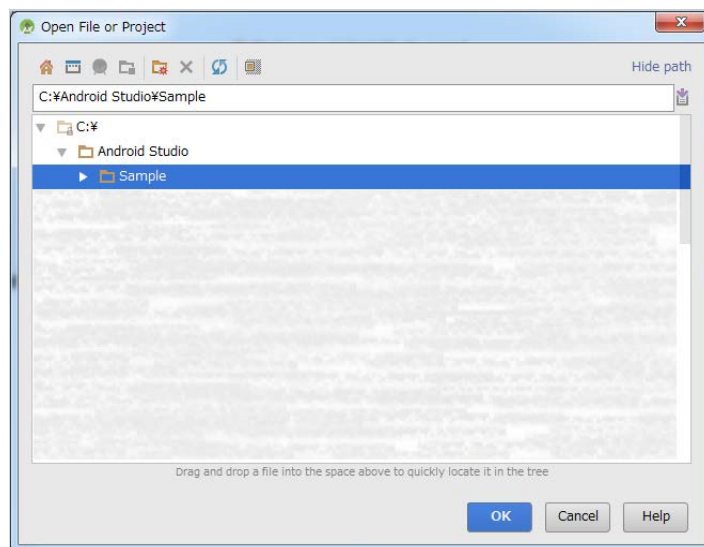 Open File or Project
Hide path
C:¥Android Studio¥Sample
C:¥
Android Studio
Sample
Drag and drop a file into the space above to quickly locate it in the tree
OK Cancel Help